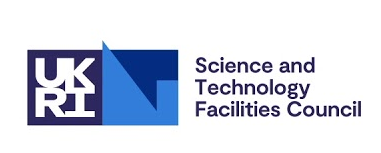 UK
RI
Science and
Technology
Facilities Council